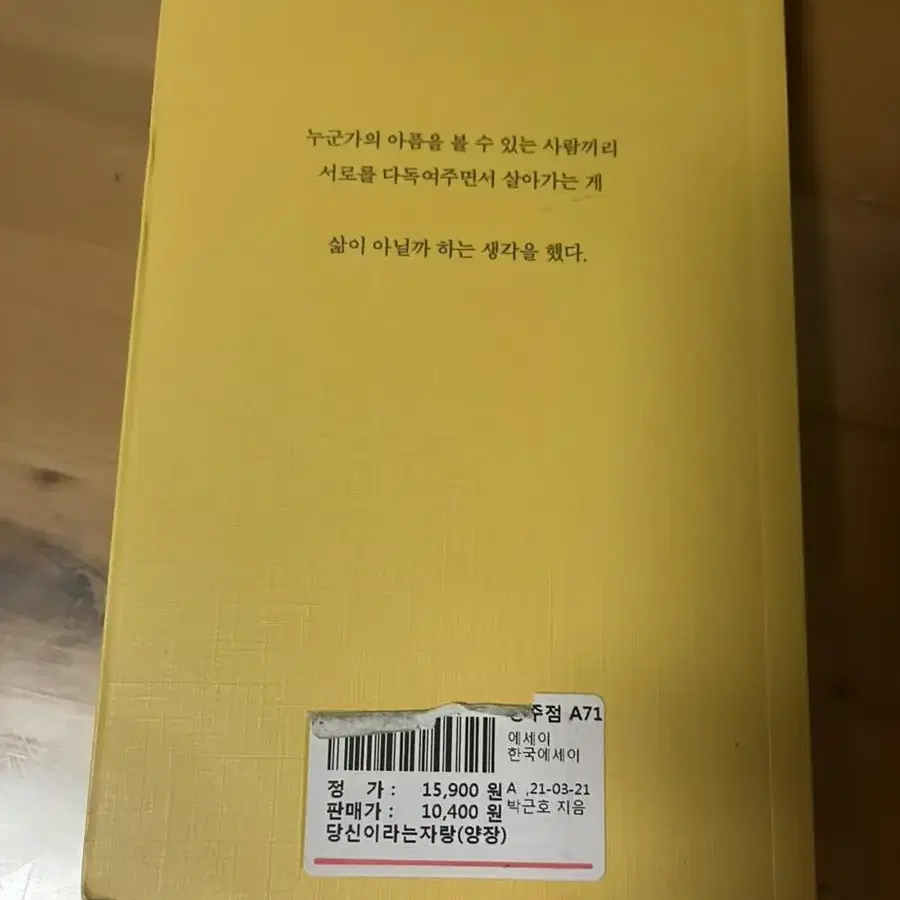 누군가의 아픔을 볼 수 있는 사람끼리
서로를 다독여주면서 살아가는 게
삶이 아닐까 하는 생각을 했다.
주점 A71
에세이
한국에세이
정 가 : 15,900 원
A ,21-03-21
판매가 : 10,400 원
박근호 지음
당신이라는자랑(양장)